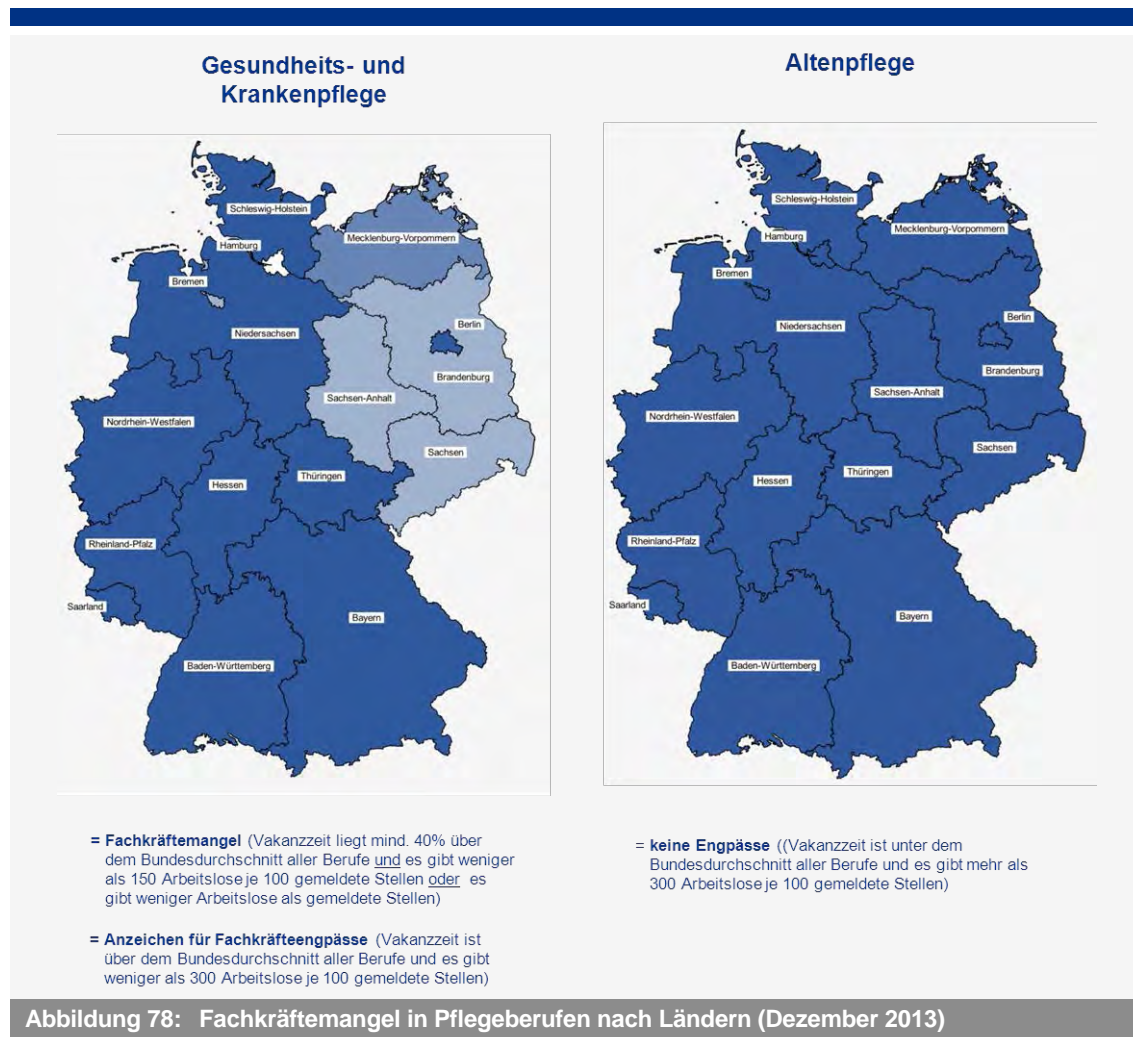 Gesundheits- und
Krankenpflege
Schleswig-Holstein
Mecklenburg-Vorpommern
Hamburg
Bremen
Niedersachsen
Berlin
Brandenburg
Sachsen-Anhalt
Nordrhein-Westfalen
Sachsen
Thüringen
Hessen
Rheinland-Pfalz
Saarland
Bayern
Baden-Württemberg
Altenpflege
Schleswig-Holstein
Mecklenburg-Vorpommern
Hamburg
Bremen
Niedersachsen
Berlin
Brandenburg
Sachsen-Anhalt
Nordrhein-Westfalen
Sachsen
Thüringen
Hessen
Rheinland-Pfalz
Saarland
Bayern
Baden-Württemberg
= Fachkräftemangel (Vakanzzeit liegt mind. 40% über
dem Bundesdurchschnitt aller Berufe und es gibt weniger
als 150 Arbeitslose je 100 gemeldete Stellen oder es
gibt weniger Arbeitslose als gemeldete Stellen)
= Anzeichen für Fachkräfteengpässe (Vakanzzeit ist
über dem Bundesdurchschnitt aller Berufe und es gibt
weniger als 300 Arbeitslose je 100 gemeldete Stellen)
= keine Engpässe ((Vakanzzeit ist unter dem
Bundesdurchschnitt aller Berufe und es gibt mehr als
300 Arbeitslose je 100 gemeldete Stellen)
Abbildung 78: Fachkräftemangel in Pflegeberufen nach Ländern (Dezember 2013)